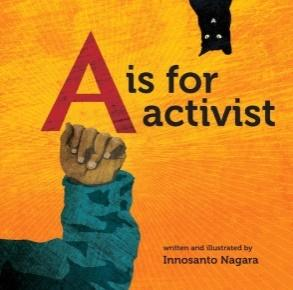 A is for
activist
written and illustrated by
Innosanto Nagara